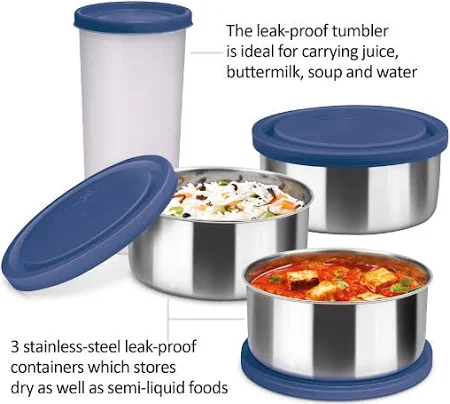 The leak-proof tumbler
is ideal for carrying juice,
buttermilk, soup and water
3 stainless-steel leak-proof
containers which stores
dry as well as semi-liquid foods